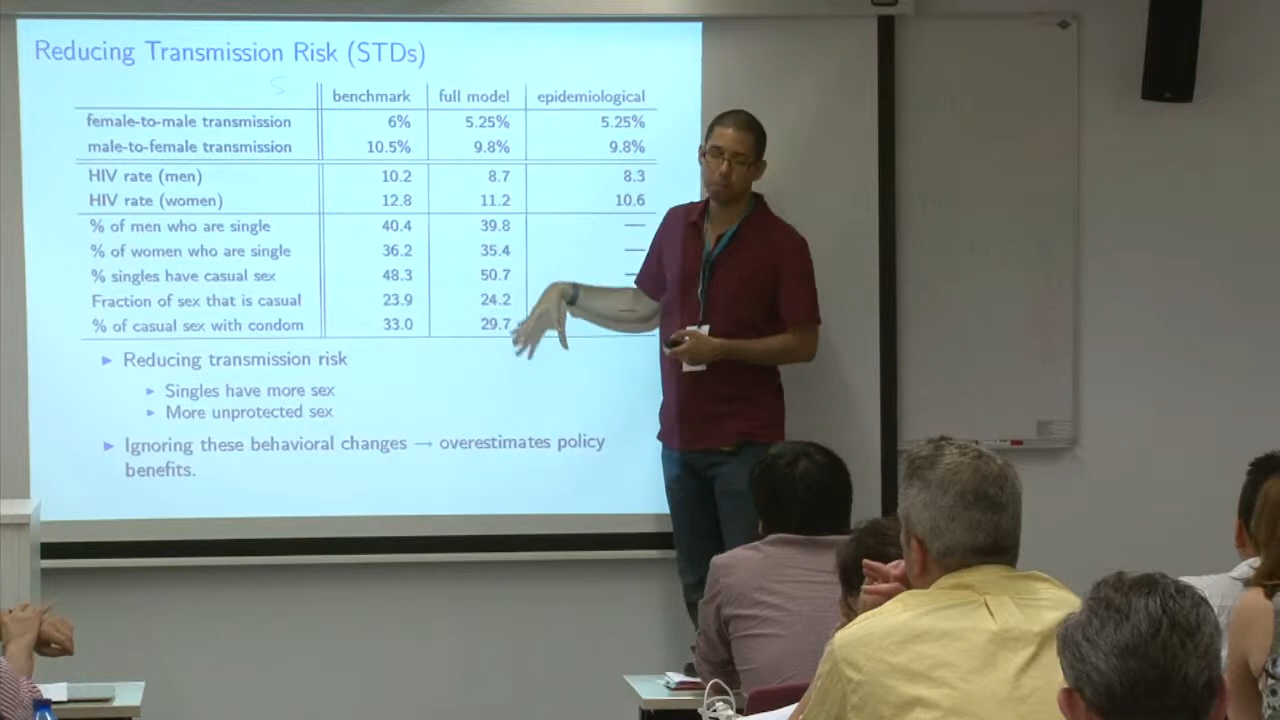 Reducing Transmission Risk (STDs)
benchmark full model epidemiological
female-to-male transmission 6% 5.25% 5.25%
male-to-female transmission 10.5% 9.8% 9.8%
HIV rate (men) 10.2 8.7 8.3
HIV rate (women) 12.8 11.2 10.6
% of men who are single 40.4 39.8 —
% of women who are single 36.2 35.4 —
% singles have casual sex 48.3 50.7 —
Fraction of sex that is casual 23.9 24.2
% of casual sex with condom 33.0 29.7
► Reducing transmission risk
► Singles have more sex
► More unprotected sex
► Ignoring these behavioral changes → overestimates policy
benefits.